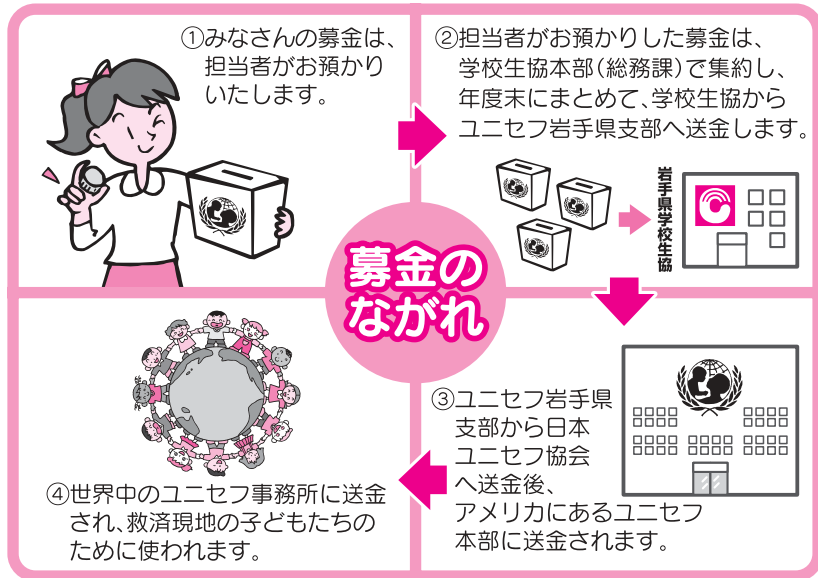 ①みなさんの募金は、
担当者がお預かり
いたします。
②担当者がお預かりした募金は、
学校生協本部(総務課)で集約し、
年度末にまとめて、学校生協から
ユニセフ岩手県支部へ送金します。
岩手県学校生協
募金の
ながれ
③ユニセフ岩手県
支部から日本
ユニセフ協会
へ送金後、
アメリカにあるユニセフ
本部に送金されます。
④世界中のユニセフ事務所に送金
され、救済現地の子どもたちの
ために使われます。